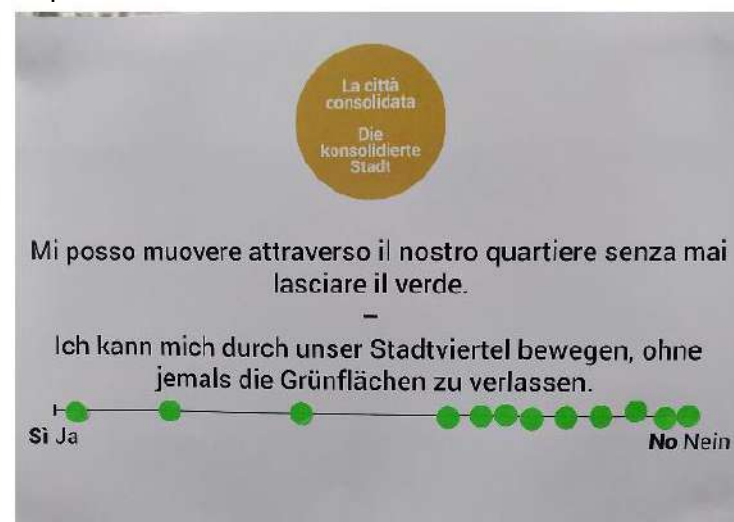 La città
consolidata
Die
konsolidierte
Stadt
Mi posso muovere attraverso il nostro quartiere senza mai
lasciare il verde.
–
Ich kann mich durch unser Stadtviertel bewegen, ohne
jemals die Grünflächen zu verlassen.
Sì Ja
No Nein